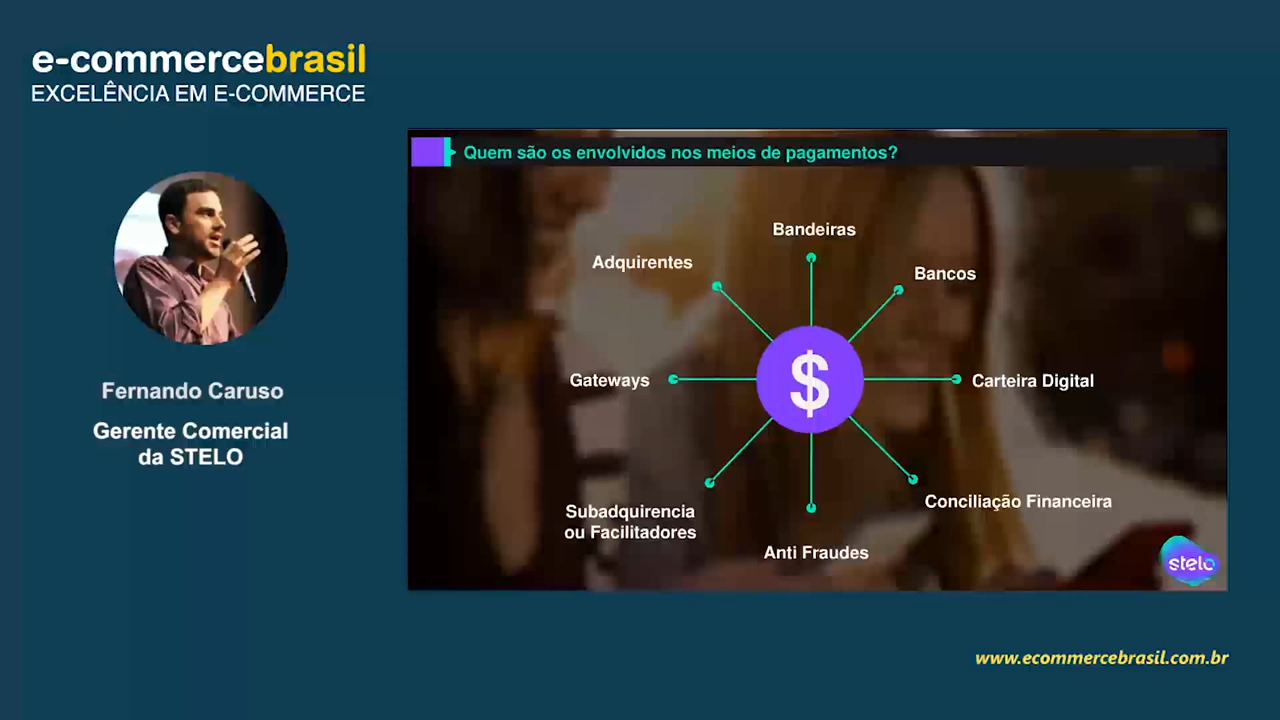 e-commercebrasil
EXCELÊNCIA EM E-COMMERCE
Fernando Caruso
Gerente Comercial
da STELO
Quem são os envolvidos nos meios de pagamentos?
Bandeiras
Adquirentes
Bancos
Gateways
$
Carteira Digital
Subadquirencia
ou Facilitadores
Conciliação Financeira
Anti Fraudes
stelo
www.ecommercebrasil.com.br